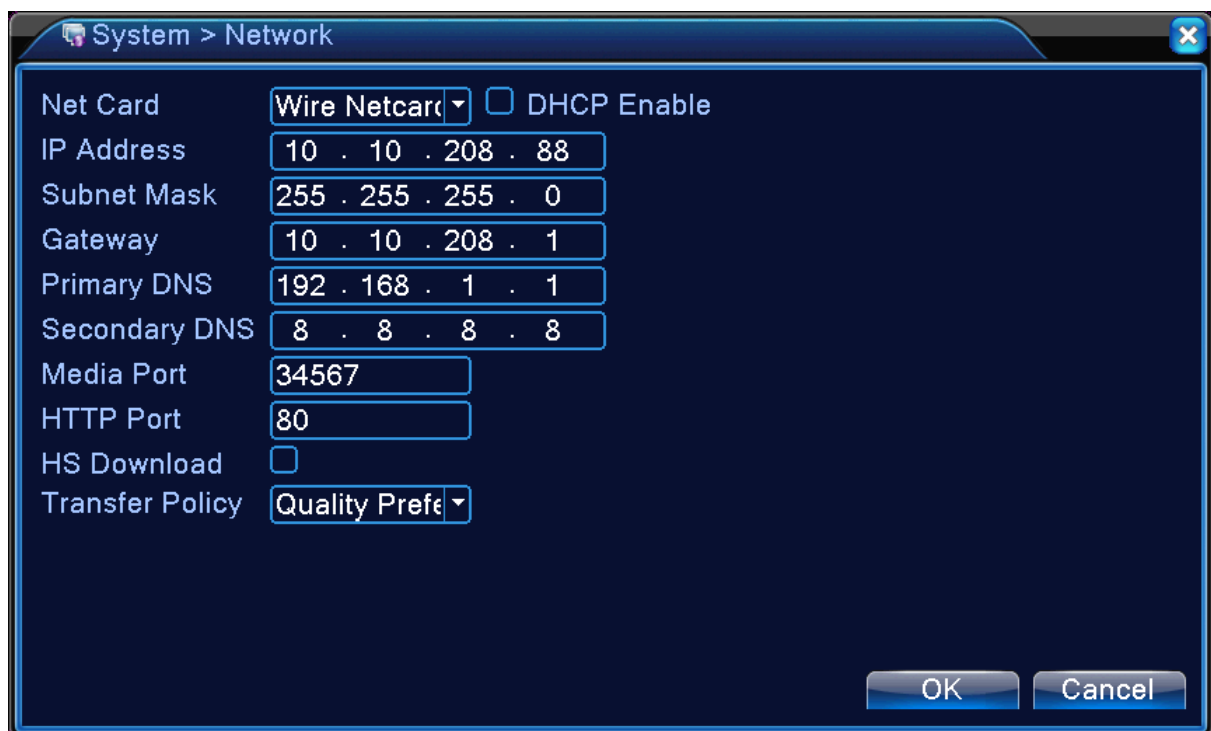 System > Network
Net Card Wire Netcard DHCP Enable
IP Address 10 . 10 . 208 . 88
Subnet Mask 255 . 255 . 255 . 0
Gateway 10 . 10 . 208 . 1
Primary DNS 192 . 168 . 1 . 1
Secondary DNS 8 . 8 . 8 . 8
Media Port 34567
HTTP Port 80
HS Download
Transfer Policy Quality Prefe
OK Cancel